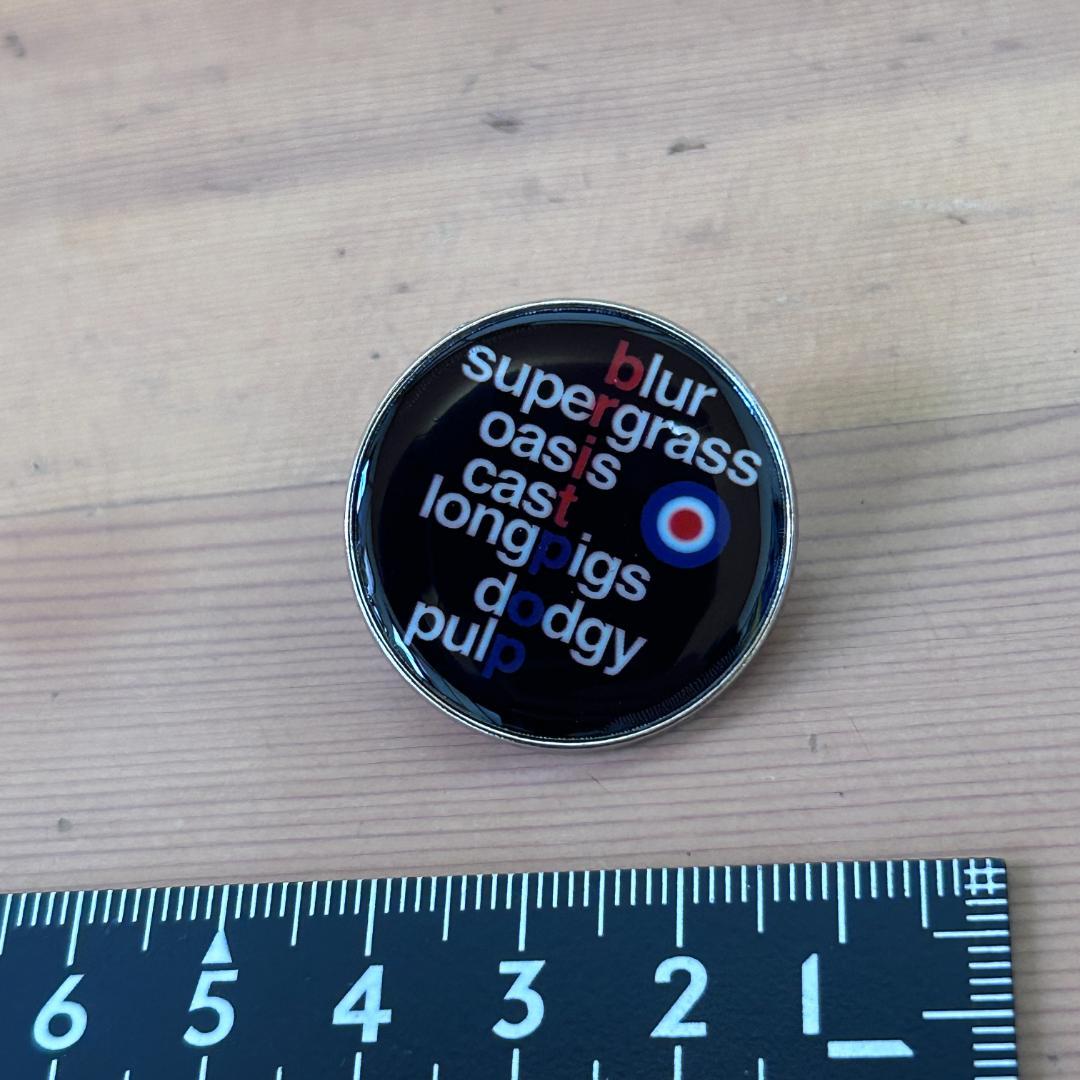 blur
supergrass
oasis
cast
longpigs
dodgy
pulp
6 5 4 3 2 1